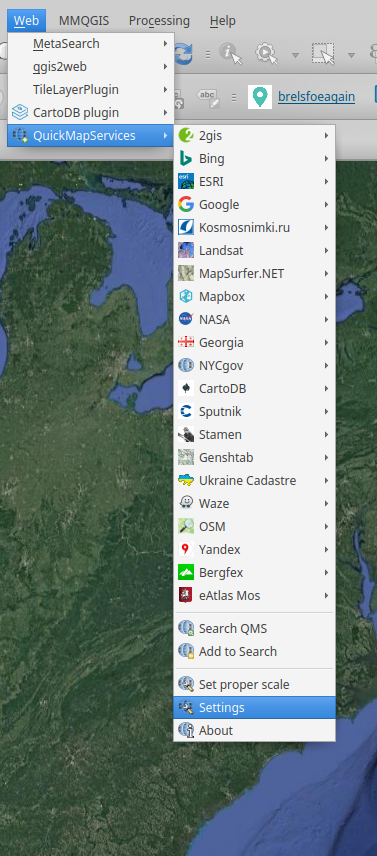 Web MMQGIS Processing Help
MetaSearch
qgis2web
TileLayerPlugin
CartoDB plugin
QuickMapServices
abc
brelsfoeagain
2gis
Bing
esri ESRI
Google
Kosmosnimki.ru
Landsat
MapSurfer.NET
Mapbox
NASA
Georgia
NYCgov
CartoDB
Sputnik
Stamen
Genshtab
Ukraine Cadastre
Waze
OSM
Yandex
Bergfex
eAtlas Mos
Search QMS
Add to Search
Set proper scale
Settings
About